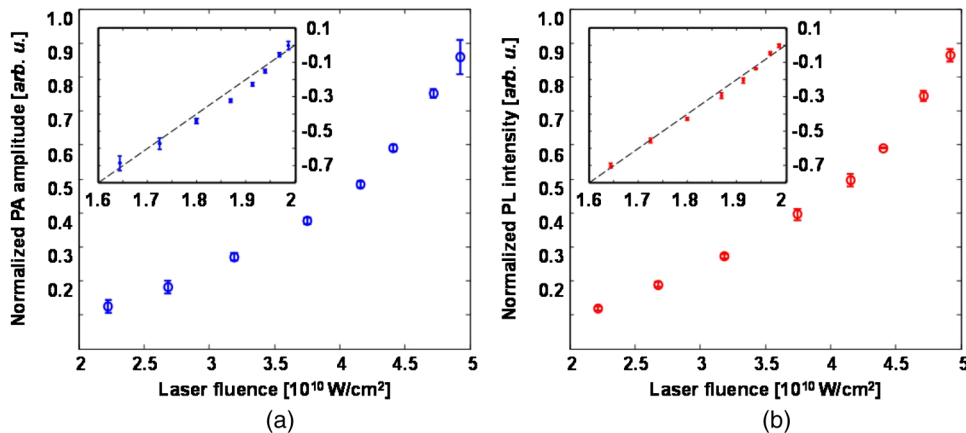 Normalized PA amplitude [arb. u.]
1.0
0.9
0.8
0.7
0.6
0.5
0.4
0.3
0.2
0.1
-0.1
-0.3
-0.5
-0.7
1.6 1.7 1.8 1.9 2
2 2.5 3 3.5 4 4.5 5
Laser fluence [10¹⁰ W/cm²]
(a)
Normalized PL intensity [arb. u.]
1.0
0.9
0.8
0.7
0.6
0.5
0.4
0.3
0.2
0.1
-0.1
-0.3
-0.5
-0.7
1.6 1.7 1.8 1.9 2
2 2.5 3 3.5 4 4.5 5
Laser fluence [10¹⁰ W/cm²]
(b)